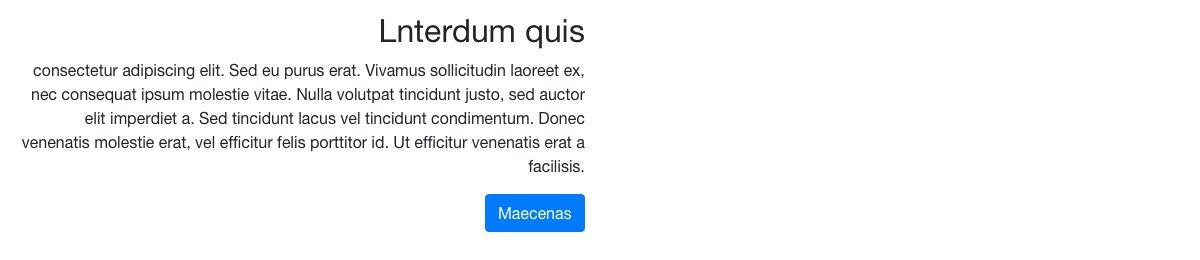 Lnterdum quis
consectetur adipiscing elit. Sed eu purus erat. Vivamus sollicitudin laoreet ex,
nec consequat ipsum molestie vitae. Nulla volutpat tincidunt justo, sed auctor
elit imperdiet a. Sed tincidunt lacus vel tincidunt condimentum. Donec
venenatis molestie erat, vel efficitur felis porttitor id. Ut efficitur venenatis erat a
facilisis.
Maecenas